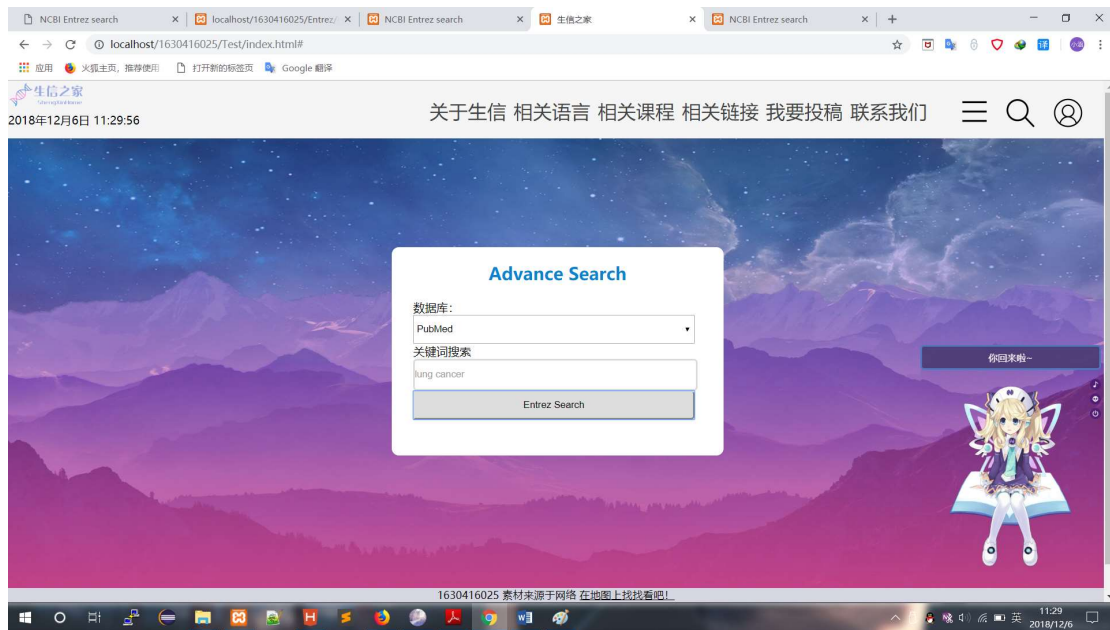 NCBI Entrez search
localhost/1630416025/Entrez/
NCBI Entrez search
生信之家
NCBI Entrez search
localhost/1630416025/Test/index.html#
应用 火狐主页，推荐使用 打开新的标签页 Google 翻译
生信之家
2018年12月6日 11:29:56
关于生信 相关语言 相关课程 相关链接 我要投稿 联系我们
Advance Search
数据库：
PubMed
关键词搜索
lung cancer
Entrez Search
你回来啦~
1630416025 素材来源于网络 在地图上找找看吧！
英 11:29
2018/12/6